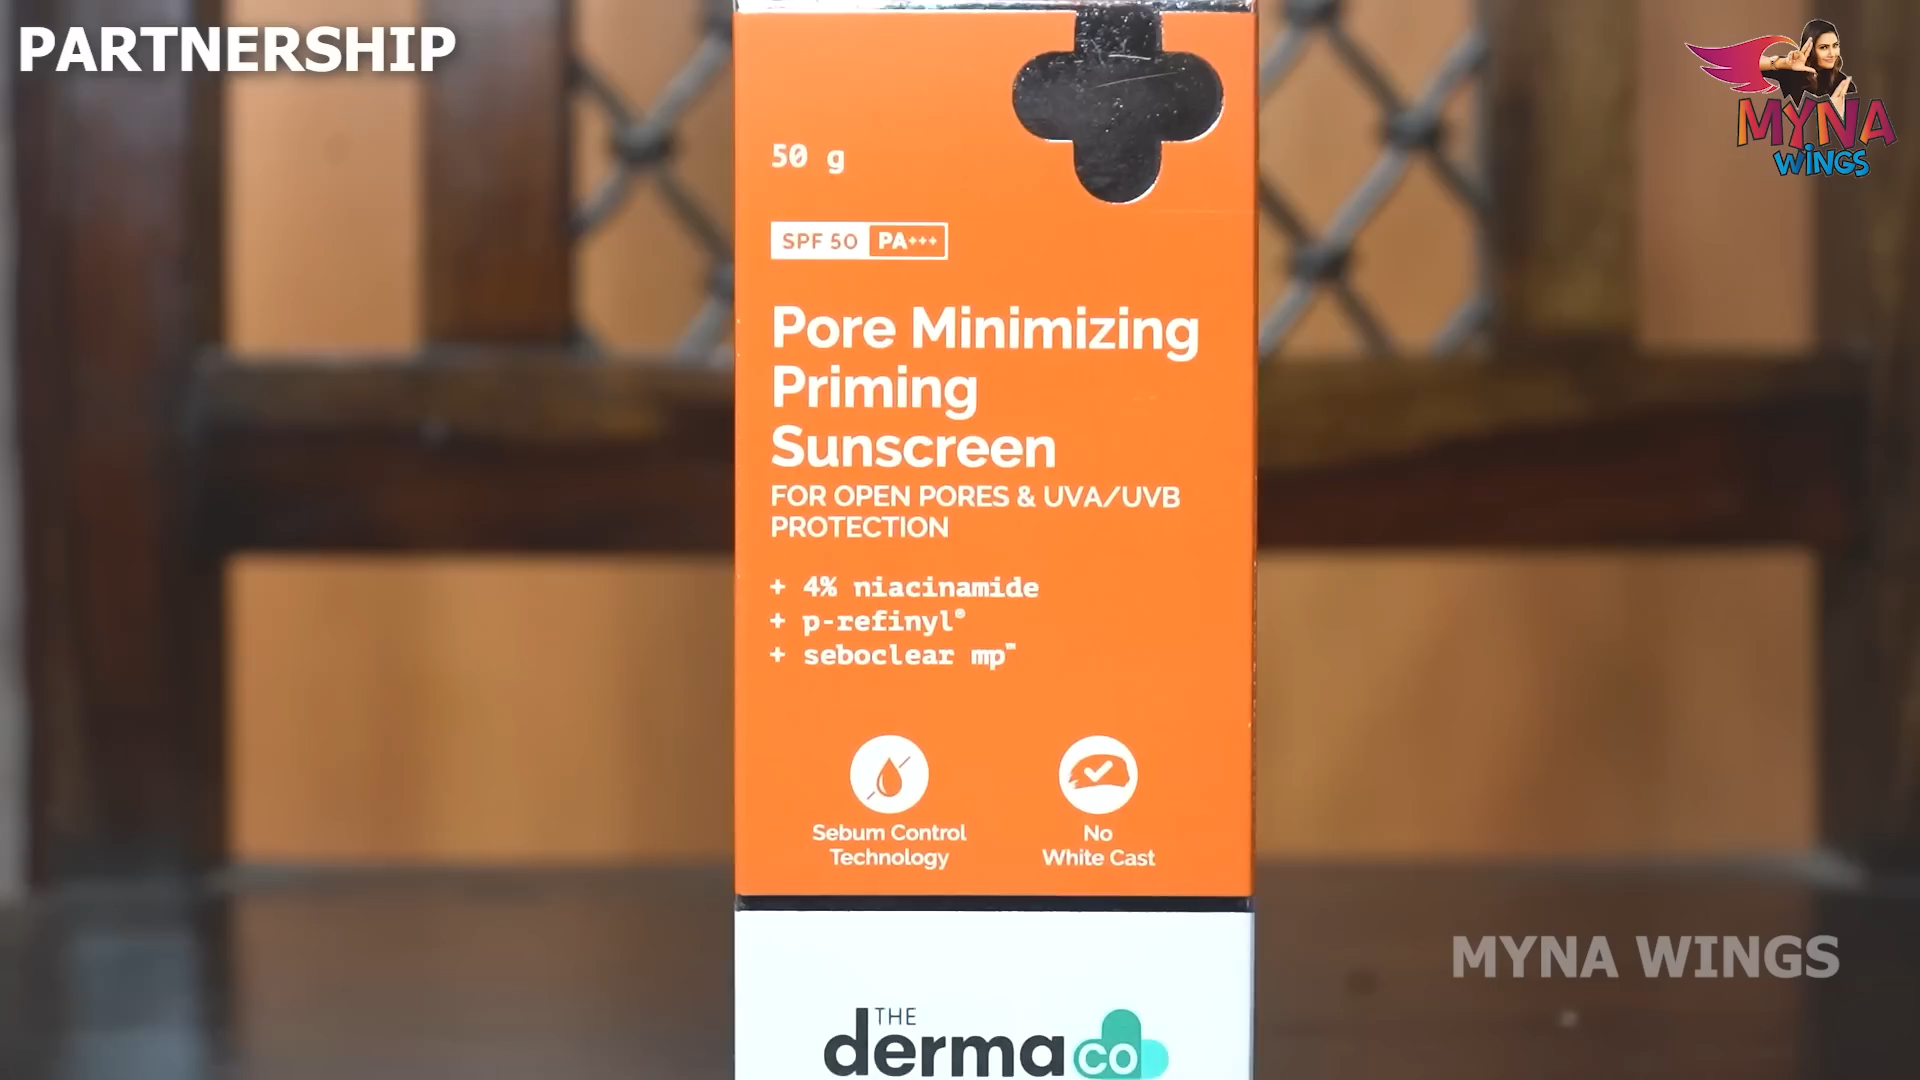 PARTNERSHIP
MYNA
WiNGS
50 g
SPF 50 PA+++
Pore Minimizing
Priming
Sunscreen
FOR OPEN PORES & UVA/UVB
PROTECTION
+ 4% niacinamide
+ p-refinyl®
+ seboclear mp™
Sebum Control
Technology
No
White Cast
MYNA WINGS
THE
derma co